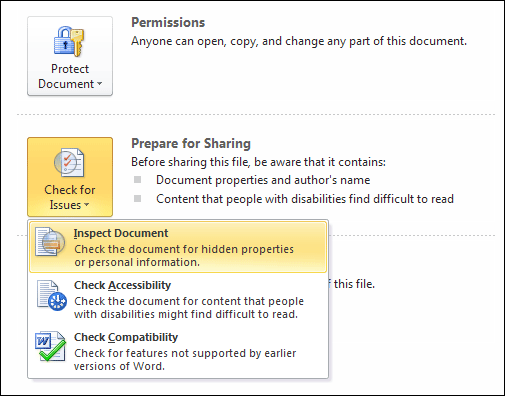 Permissions
Anyone can open, copy, and change any part of this document.
Protect
Document
Prepare for Sharing
Before sharing this file, be aware that it contains:
Document properties and author's name
Content that people with disabilities find difficult to read
Check for
Issues
Inspect Document
Check the document for hidden properties
or personal information.
Check Accessibility
Check the document for content that people
with disabilities might find difficult to read.
of this file.
Check Compatibility
Check for features not supported by earlier
versions of Word.